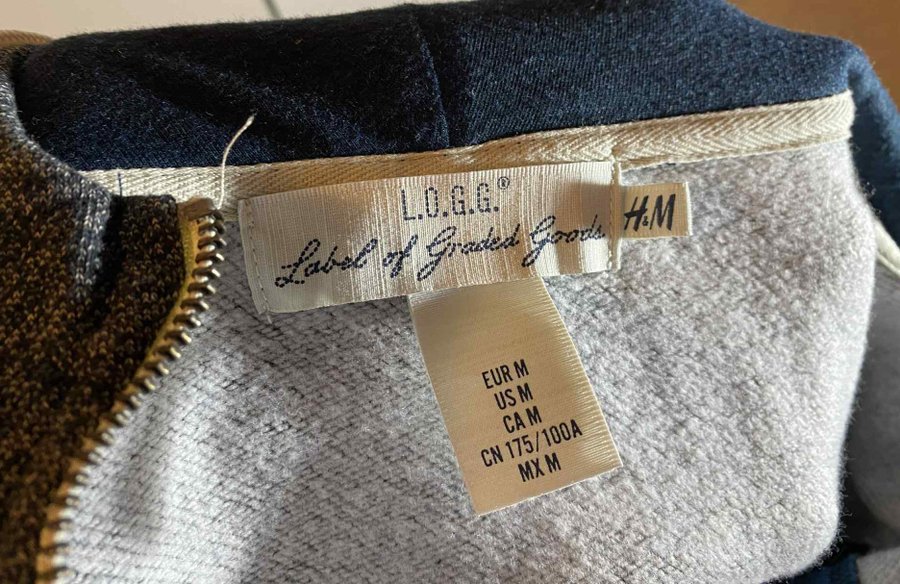 L.O.G.G.®
Label of Graded Goods
H&M
EUR M
US M
CA M
CN 175/100A
MX M